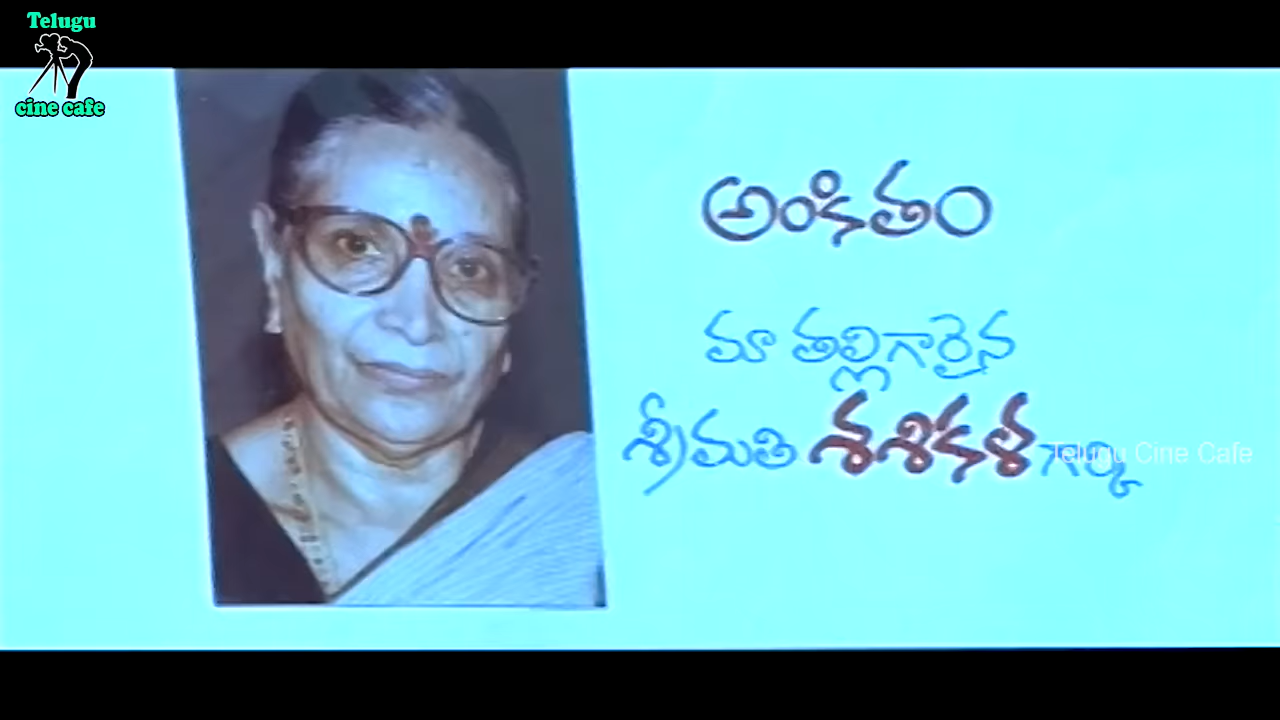 Telugu
cine cafe
అంకితం
మా తల్లిగారైన
శ్రీమతి శశికళ గార్కి
Telugu Cine Cafe